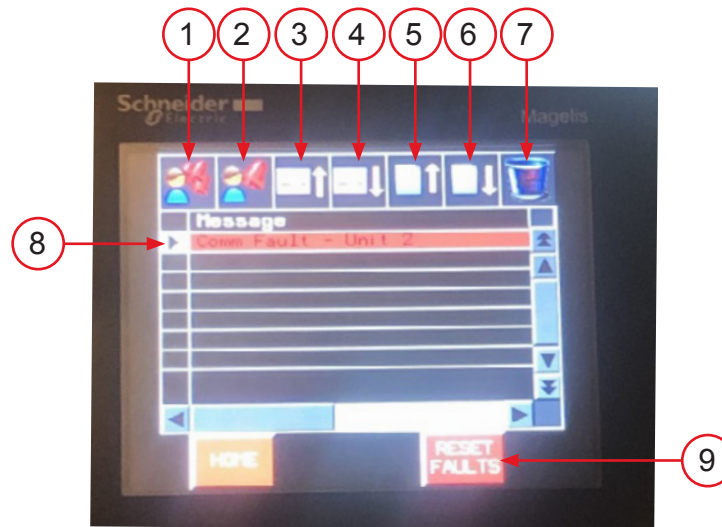 1 2 3 4 5 6 7
Schneider
Electric
Magelis
Message
8
Comm Fault - Unit 2
HOME
RESET
FAULTS
9